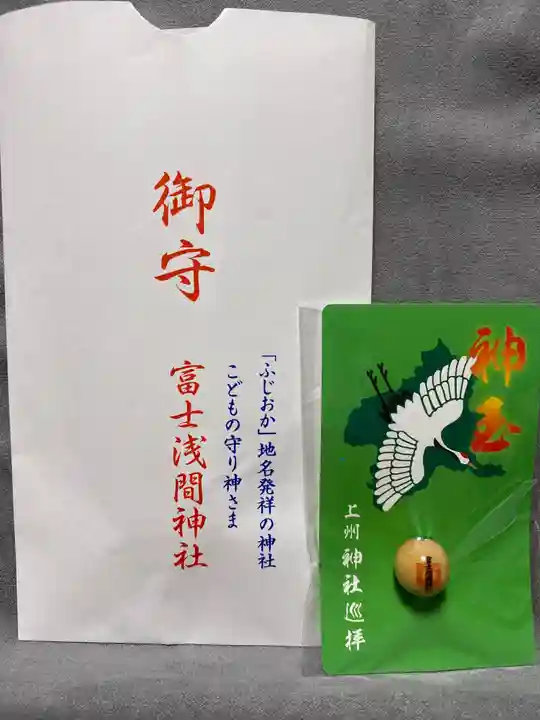 御守
富士浅間神社
「ふじおか」地名発祥の神社
こどもの守り神さま
神玉
上州神社巡拝